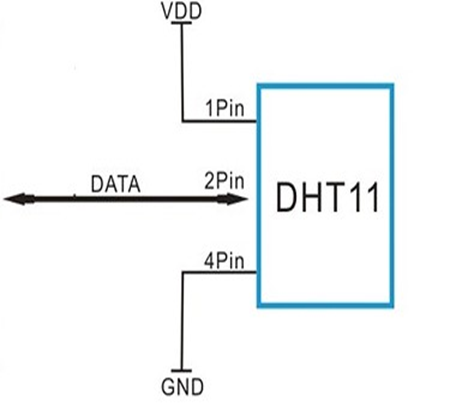 VDD
1Pin
DATA
2Pin
DHT11
4Pin
GND